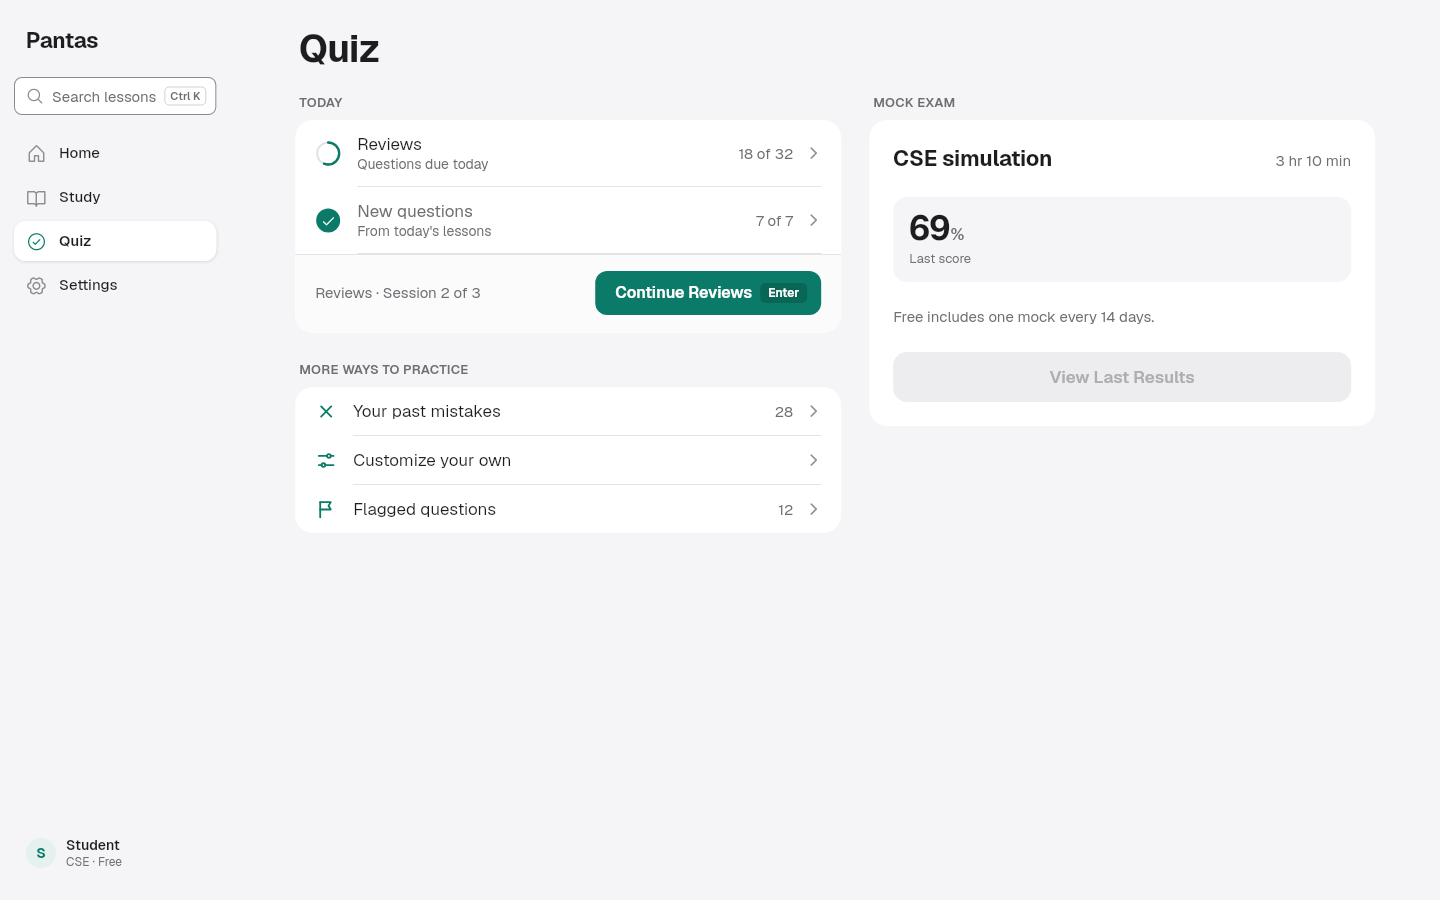 Pantas
Search lessons Ctrl K
Home
Study
Quiz
Settings
Student
S
CSE · Free
Quiz
TODAY
Reviews
Questions due today
18 of 32
New questions
From today's lessons
7 of 7
Reviews · Session 2 of 3
Continue Reviews Enter
MORE WAYS TO PRACTICE
Your past mistakes 28
Customize your own
Flagged questions 12
MOCK EXAM
CSE simulation 3 hr 10 min
69%
Last score
Free includes one mock every 14 days.
View Last Results